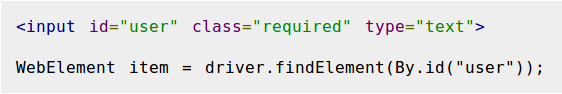 <input id="user" class="required" type="text">
WebElement item = driver.findElement(By.id("user"));